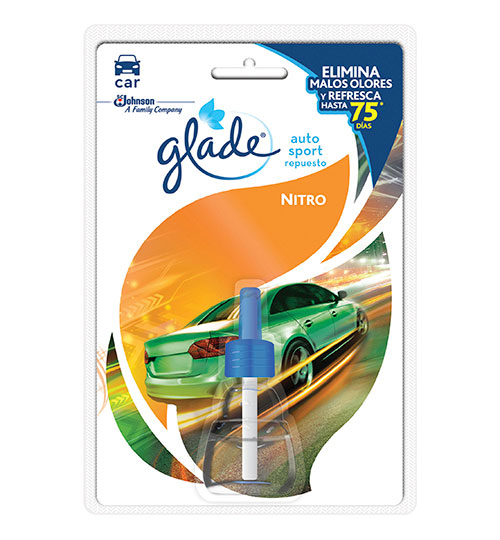 car
SC Johnson
A Family Company
glade®
auto
sport
repuesto
NITRO
ELIMINA
MALOS OLORES
Y REFRESCA
HASTA 75*
DÍAS